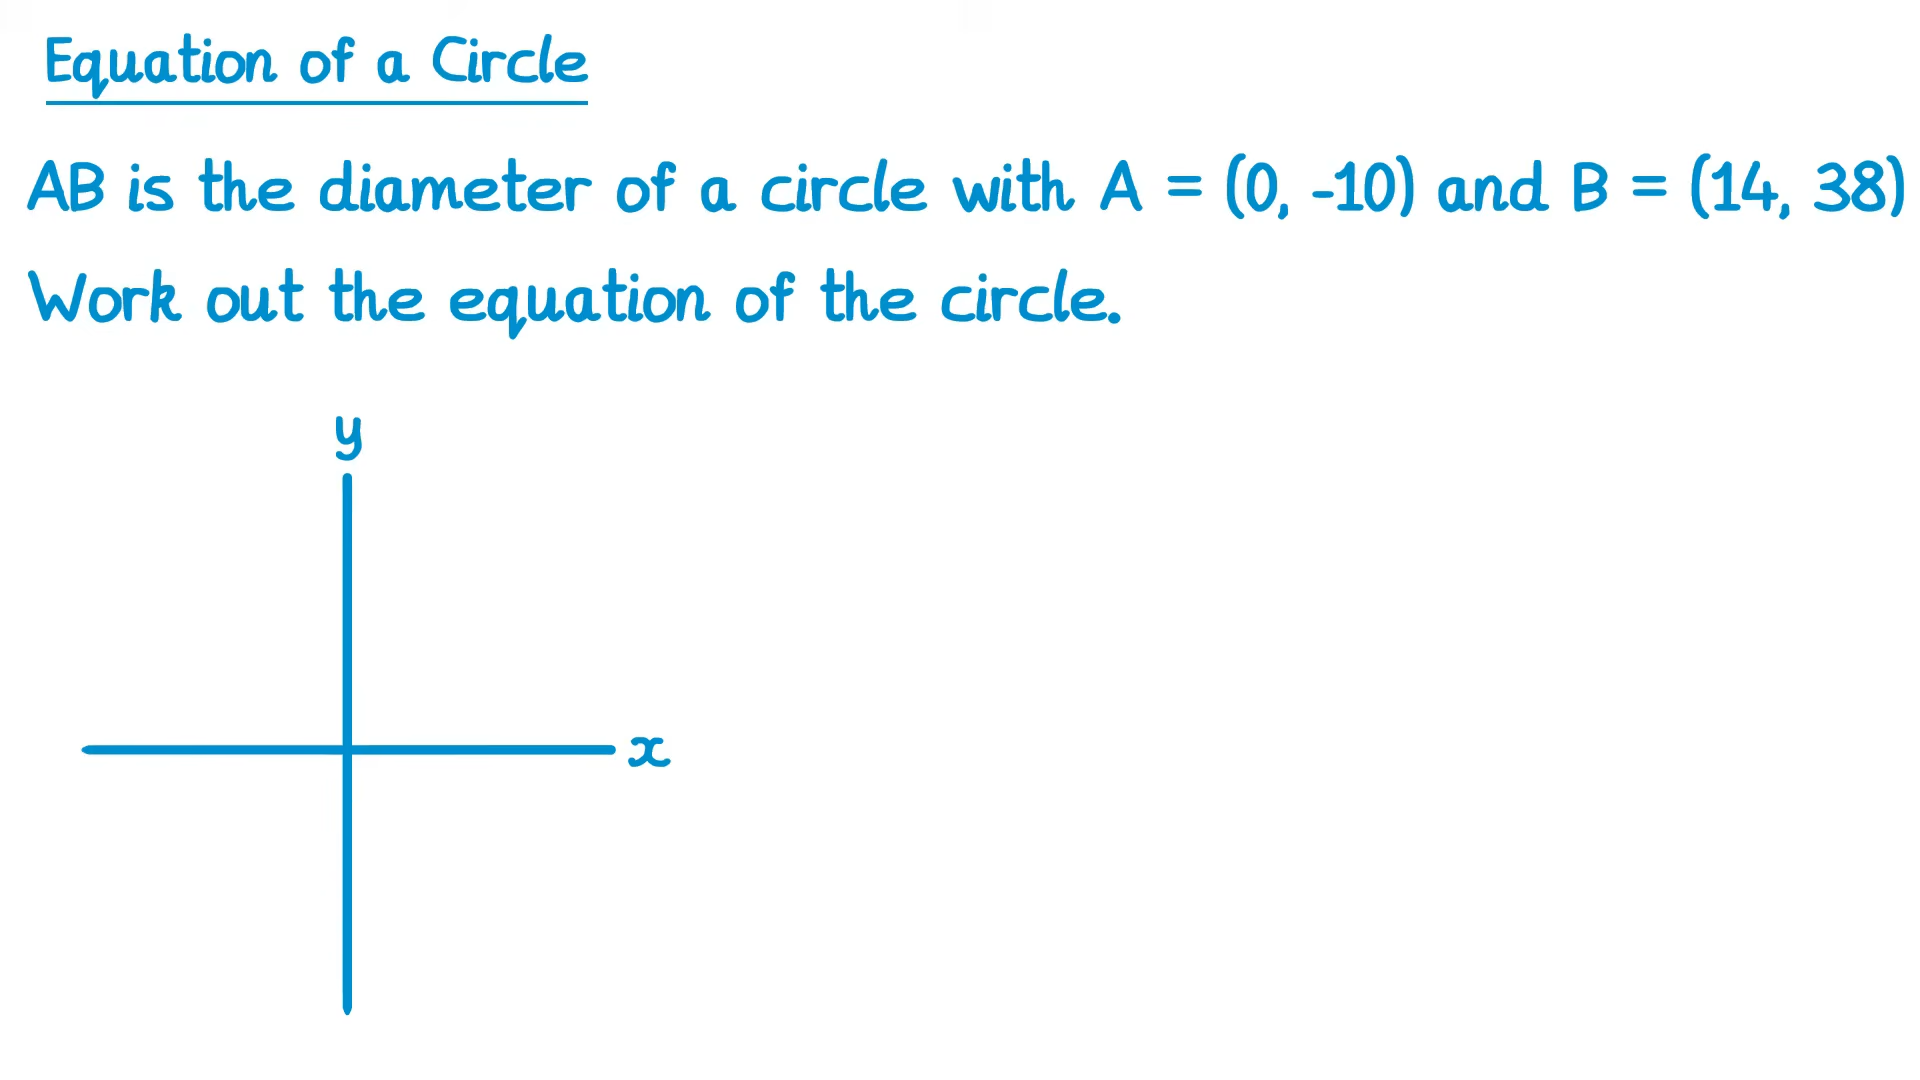 Equation of a Circle
AB is the diameter of a circle with A = (0, -10) and B = (14, 38)
Work out the equation of the circle.
y
x